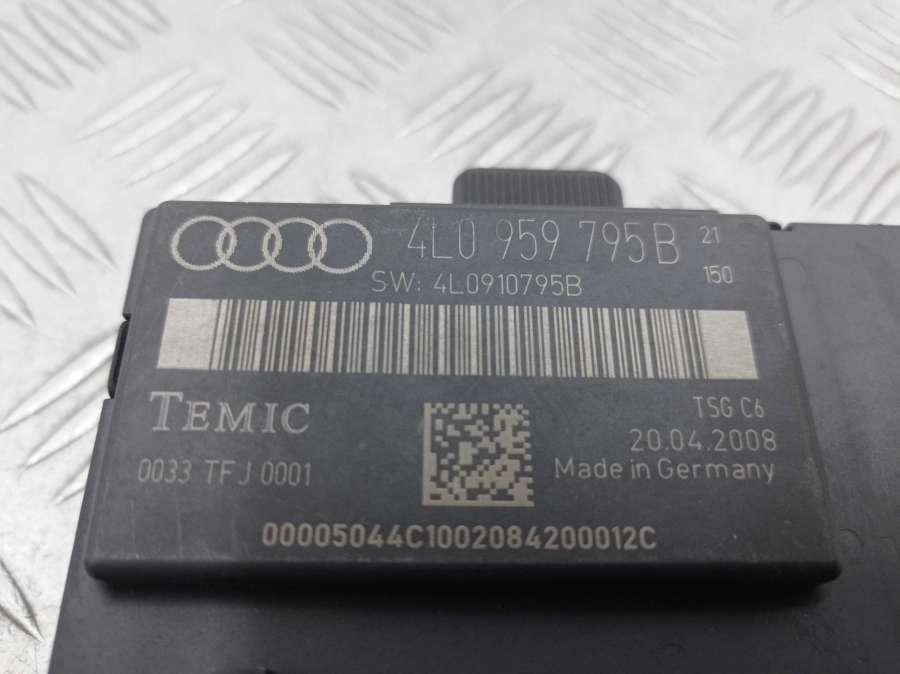 4L0 959 795B 21
150
SW: 4L0910795B
TEMIC
TSG C6
20.04.2008
0033 TFJ 0001
Made in Germany
00005044C1002084200012C